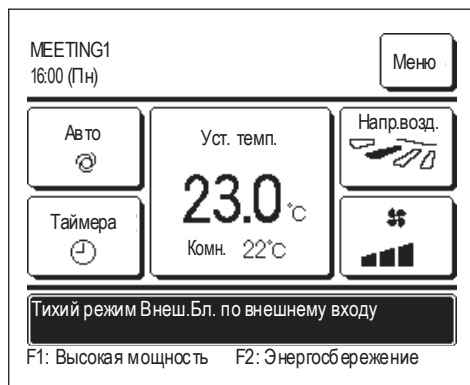 MEETING1
16:00 (Пн)
Меню
Авто
Уст. темп.
Напр.возд.
23.0 °C
Таймера
Комн. 22°C
Тихий режим Внеш.Бл. по внешнему входу
F1: Высокая мощность F2: Энергосбережение